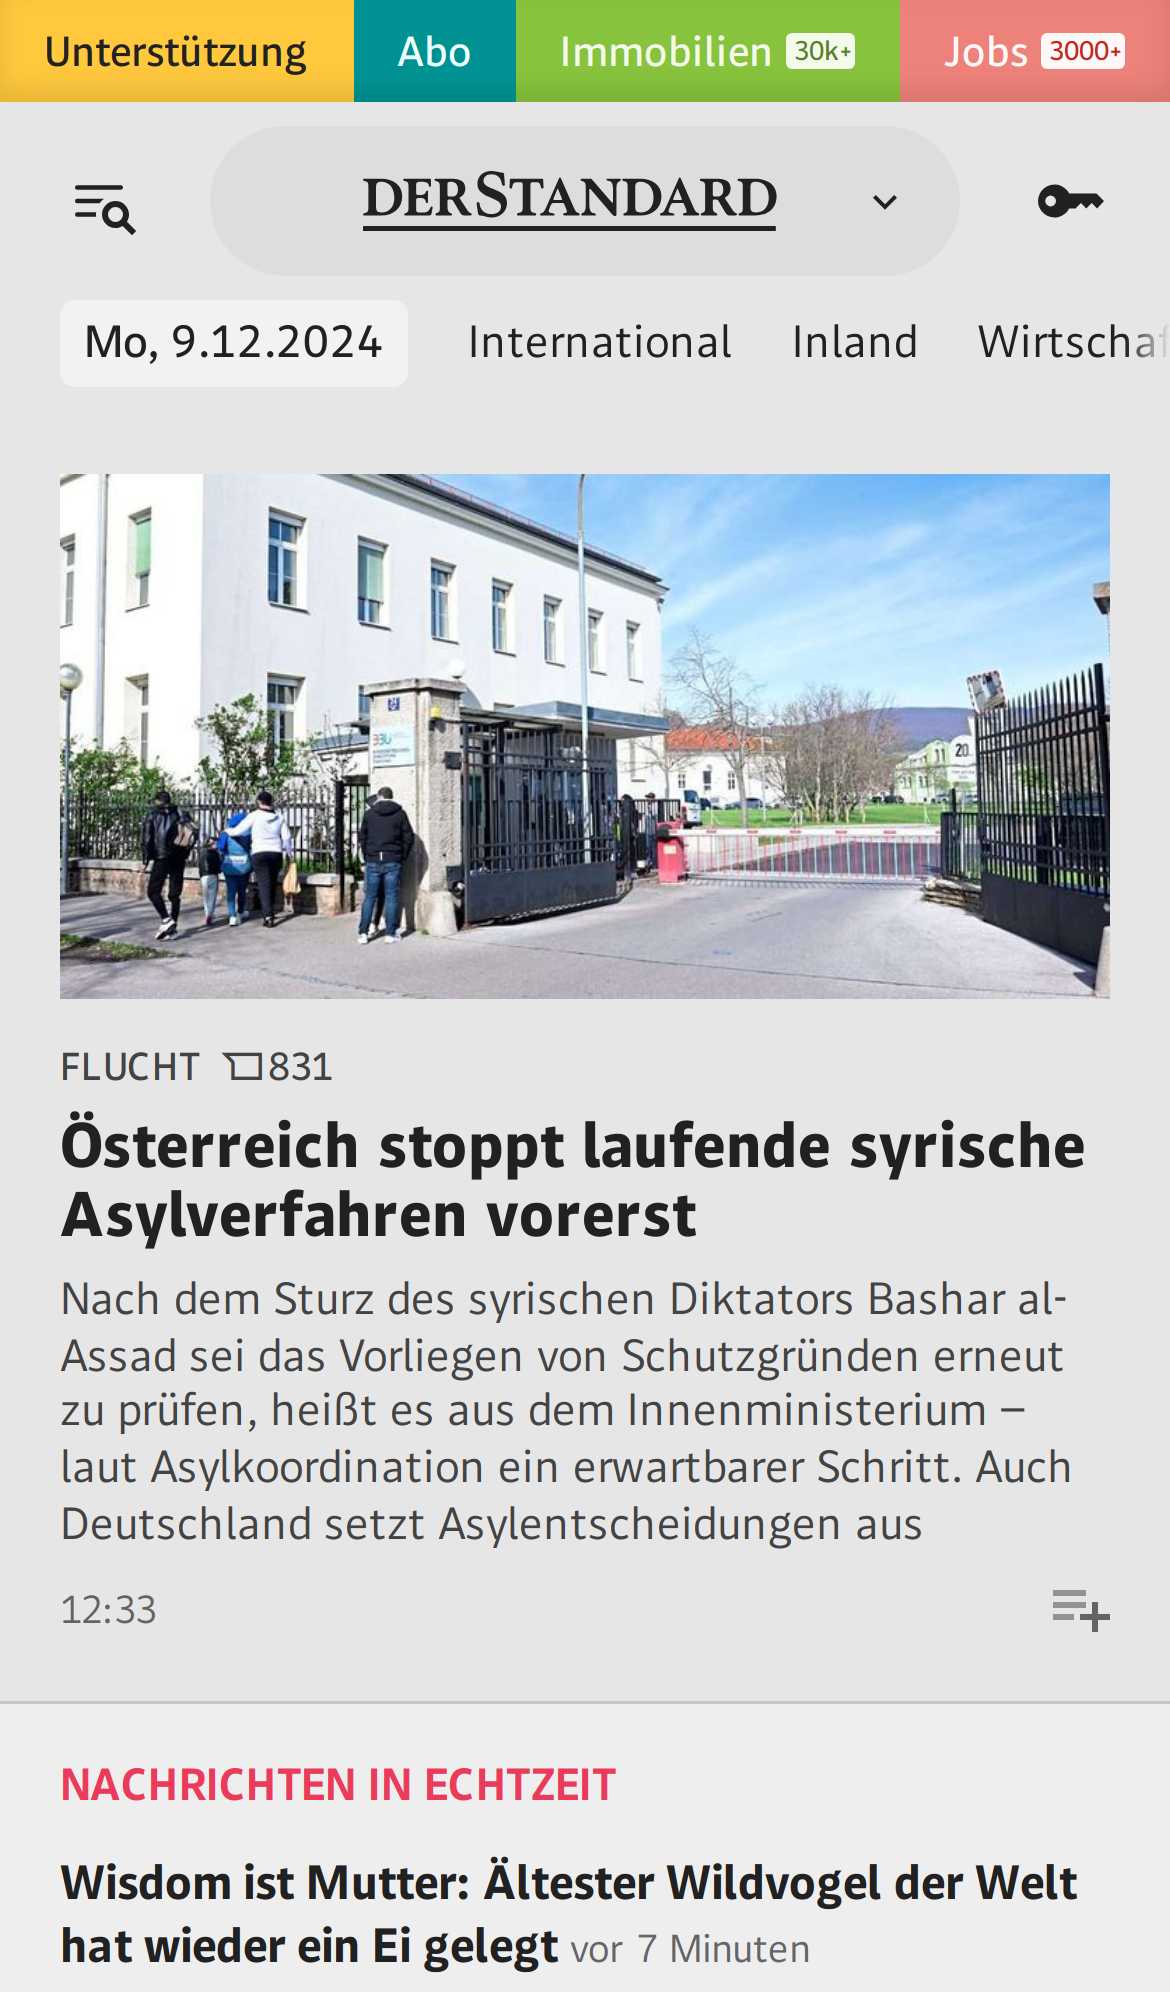 Unterstützung Abo Immobilien 30k+ Jobs 3000+
DERSTANDARD
Mo, 9.12.2024 International Inland Wirtschaf
20
FLUCHT 831
Österreich stoppt laufende syrische
Asylverfahren vorerst
Nach dem Sturz des syrischen Diktators Bashar al-
Assad sei das Vorliegen von Schutzgründen erneut
zu prüfen, heißt es aus dem Innenministerium –
laut Asylkoordination ein erwartbarer Schritt. Auch
Deutschland setzt Asylentscheidungen aus
12:33
NACHRICHTEN IN ECHTZEIT
Wisdom ist Mutter: Ältester Wildvogel der Welt
hat wieder ein Ei gelegt vor 7 Minuten